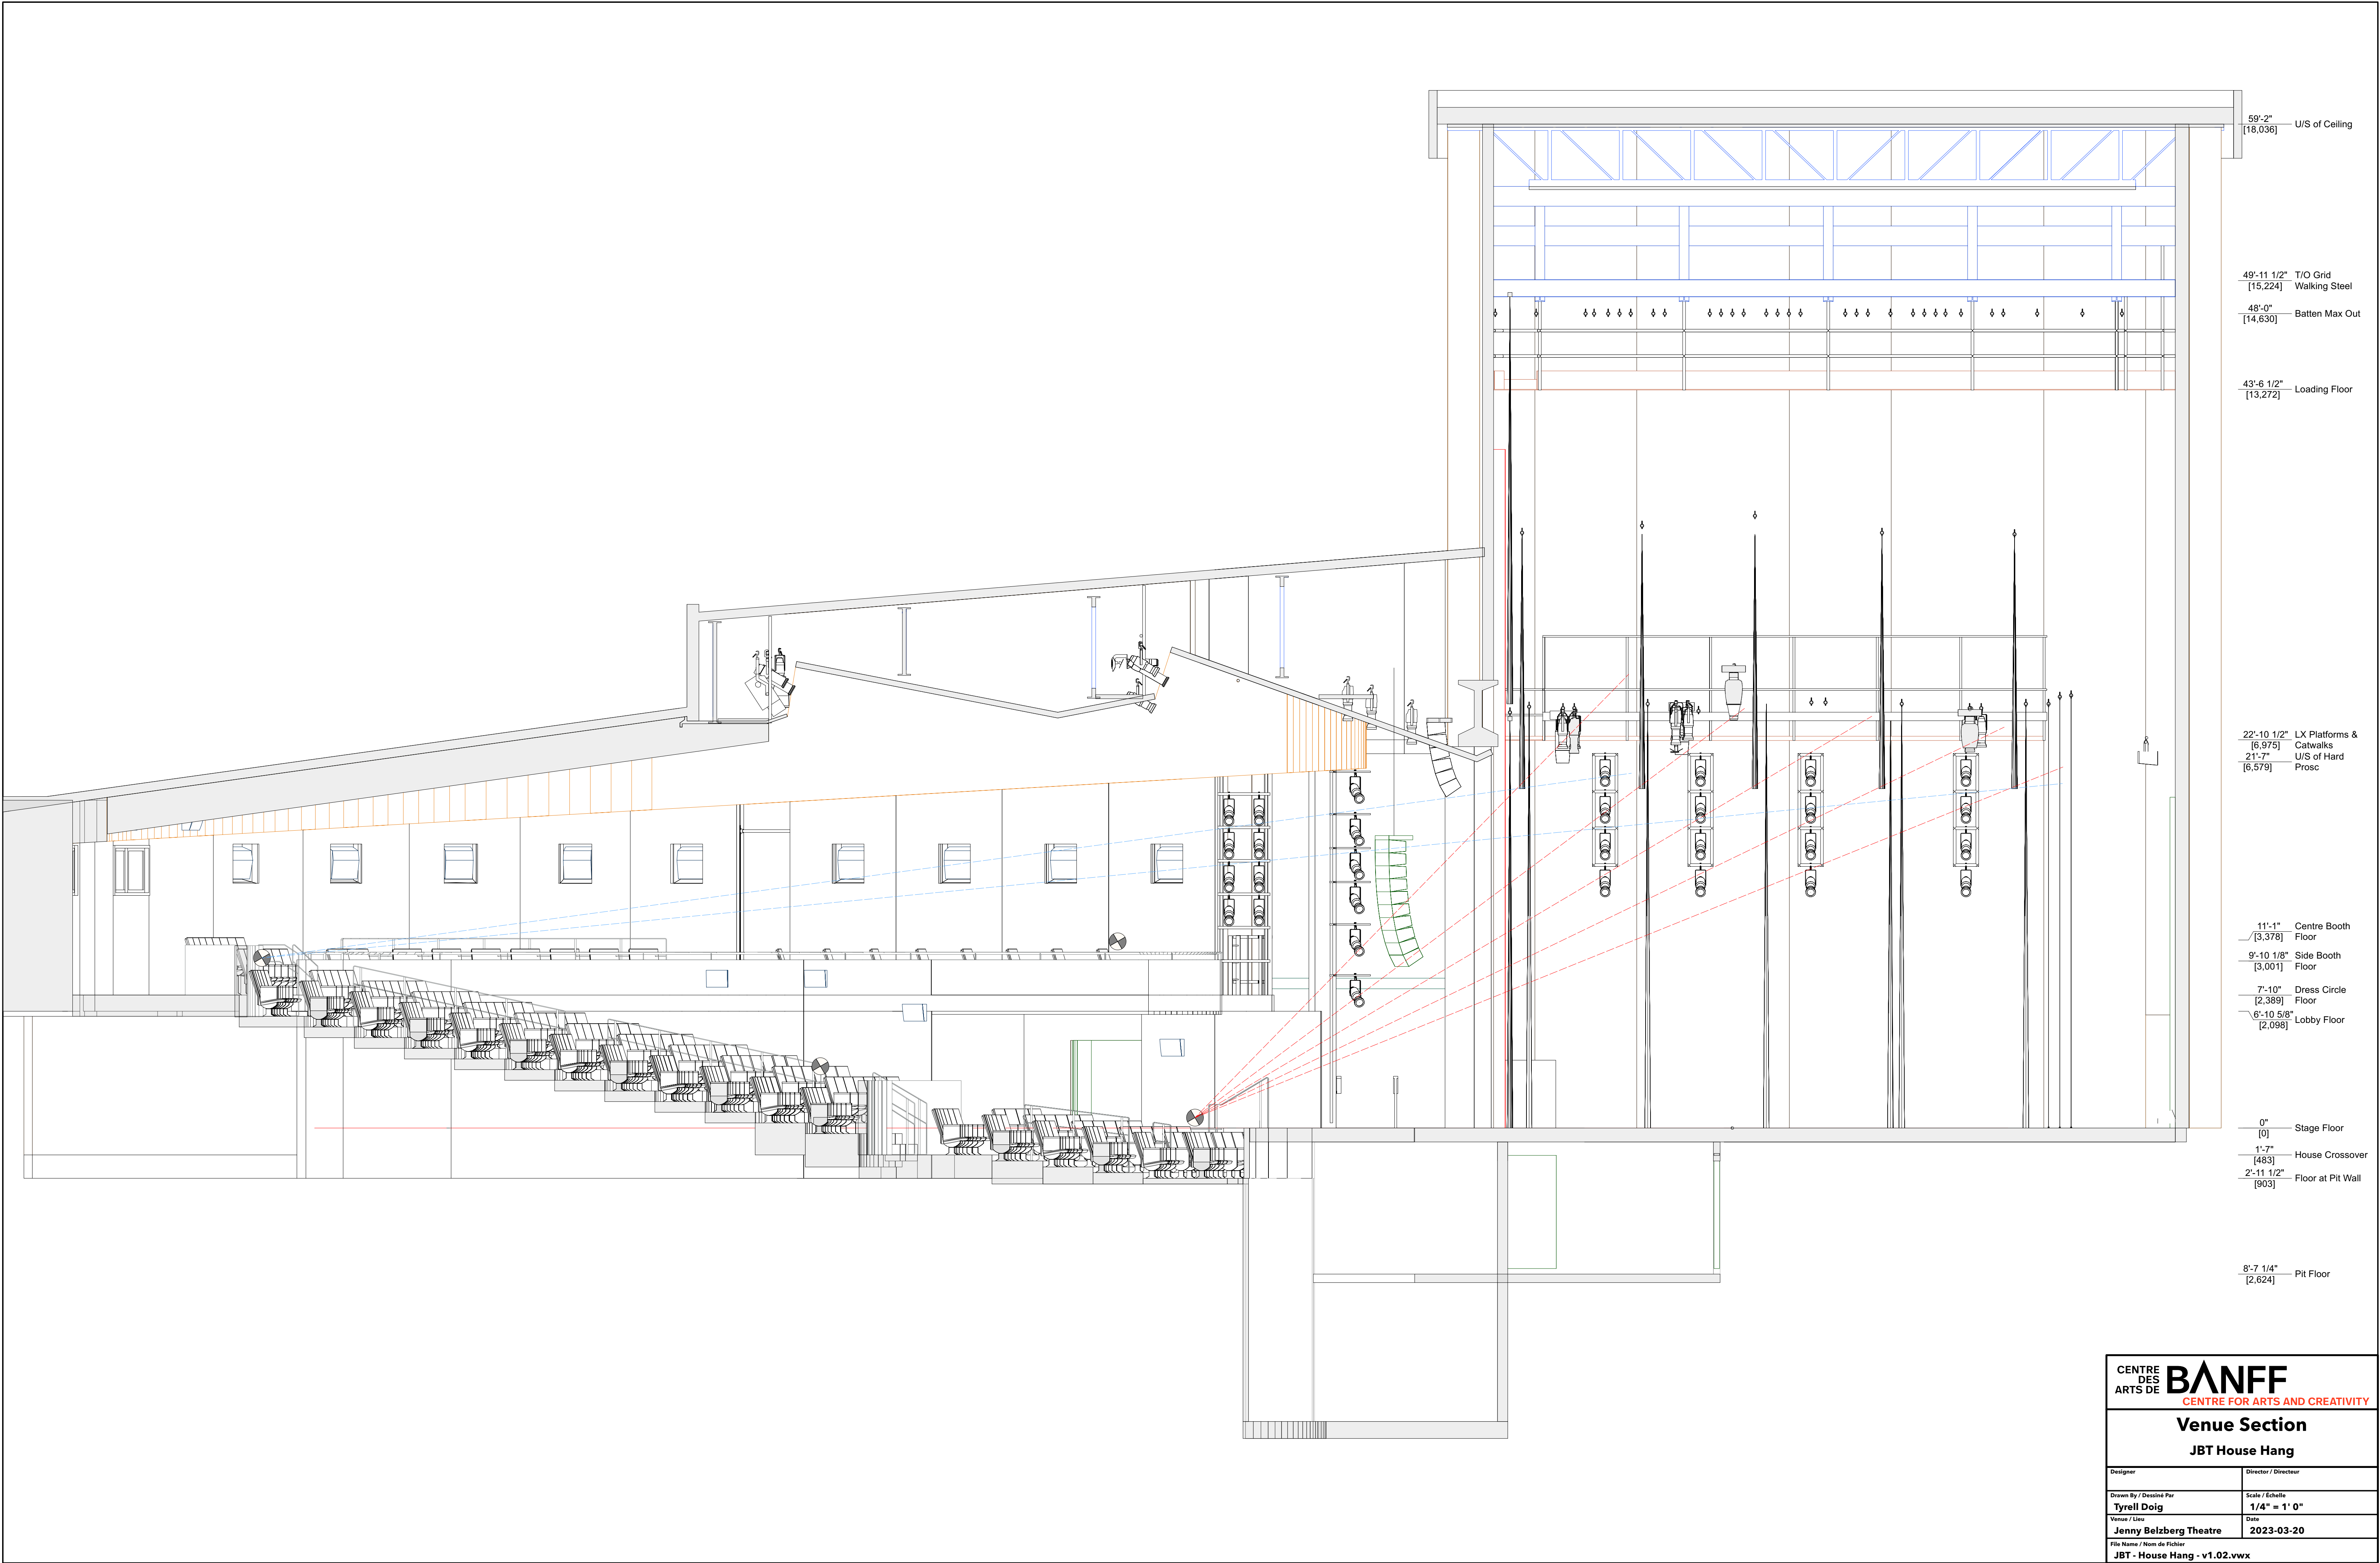 59'-2"
[18,036]
U/S of Ceiling
49'-11 1/2"
[15,224]
T/O Grid
Walking Steel
48'-0"
[14,630]
Batten Max Out
43'-6 1/2"
[13,272]
Loading Floor
22'-10 1/2"
[6,975]
LX Platforms &
Catwalks
21'-7"
[6,579]
U/S of Hard
Prosc
11'-1"
[3,378]
Centre Booth
Floor
9'-10 1/8"
[3,001]
Side Booth
Floor
7'-10"
[2,389]
Dress Circle
Floor
6'-10 5/8"
[2,098]
Lobby Floor
0"
[0]
Stage Floor
1'-7"
[483]
House Crossover
2'-11 1/2"
[903]
Floor at Pit Wall
8'-7 1/4"
[2,624]
Pit Floor
CENTRE
DES
ARTS DE
BANFF
CENTRE FOR ARTS AND CREATIVITY
Venue Section
JBT House Hang
Designer
Director / Directeur
Drawn By / Dessiné Par
Tyrell Doig
Scale / Échelle
1/4" = 1' 0"
Venue / Lieu
Jenny Belzberg Theatre
Date
2023-03-20
File Name / Nom de Fichier
JBT - House Hang - v1.02.vwx